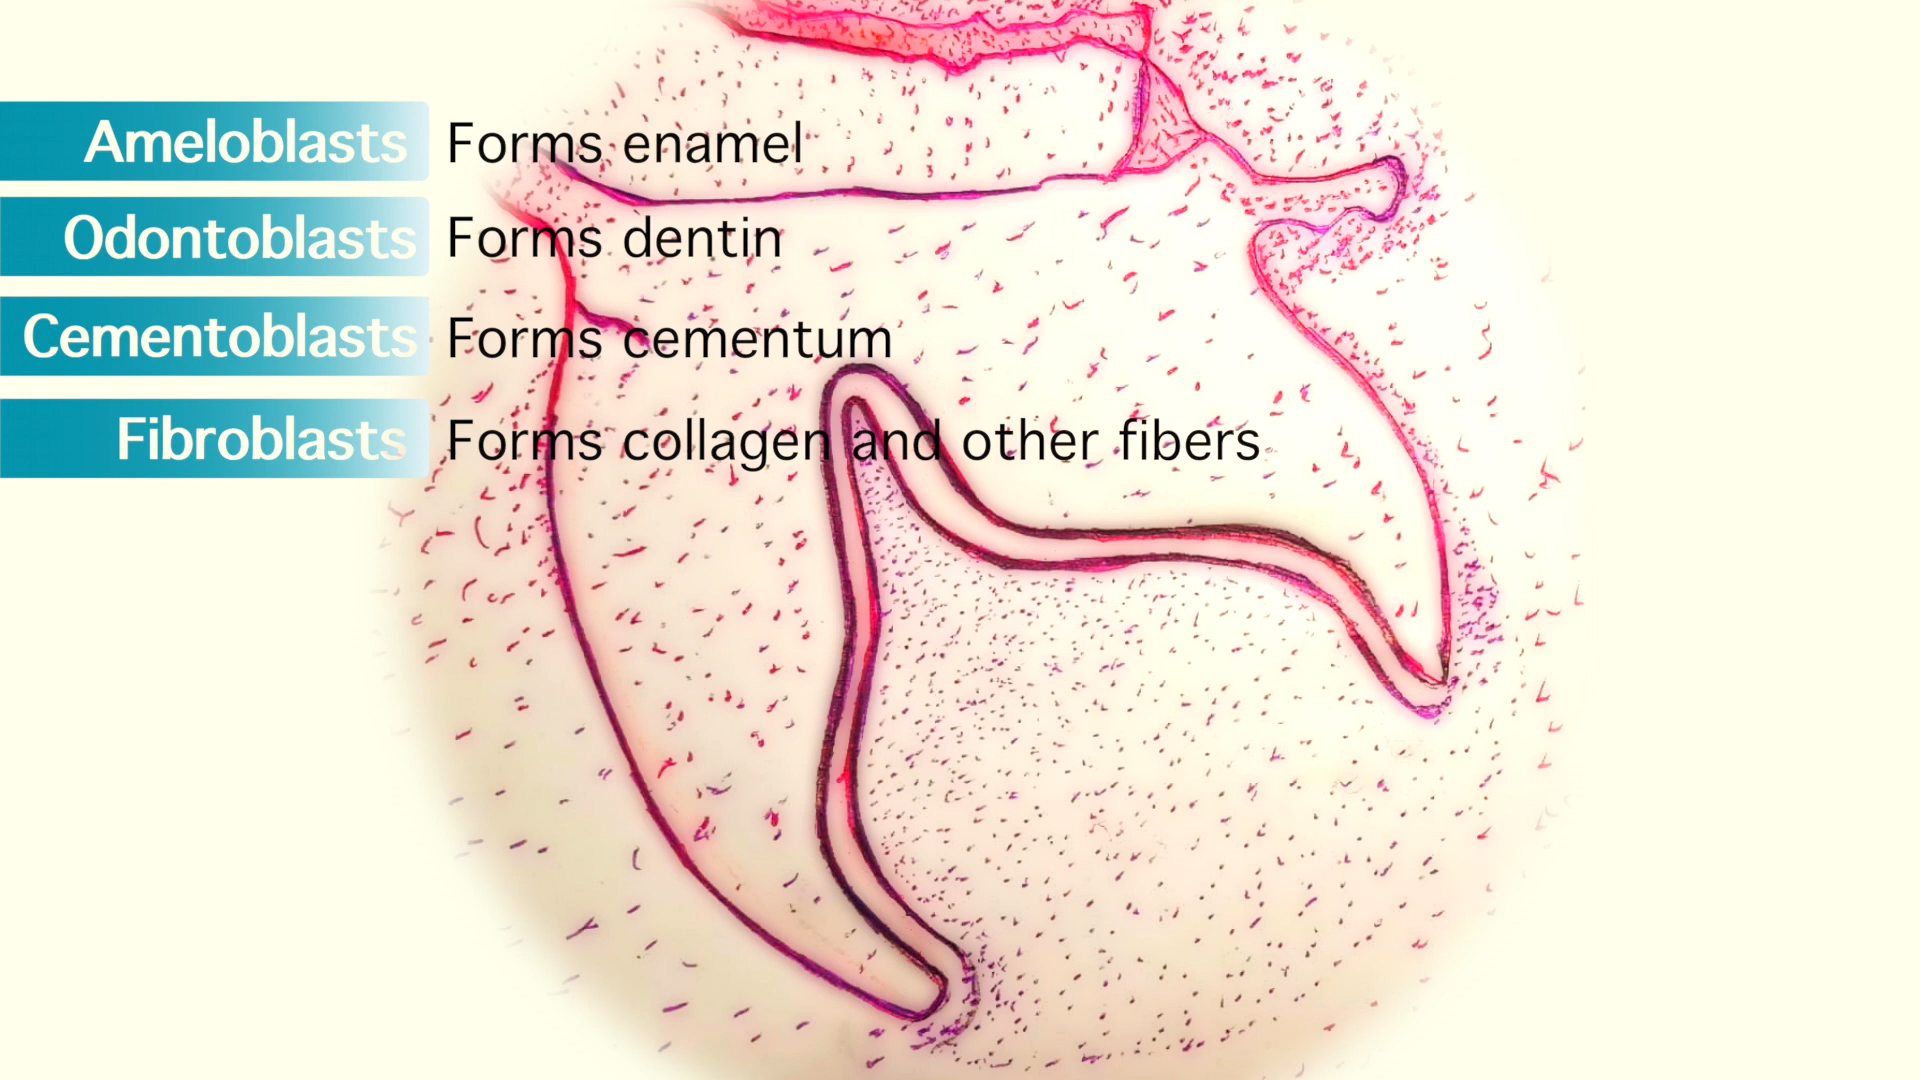 Ameloblasts Forms enamel
Odontoblasts Forms dentin
Cementoblasts Forms cementum
Fibroblasts Forms collagen and other fibers